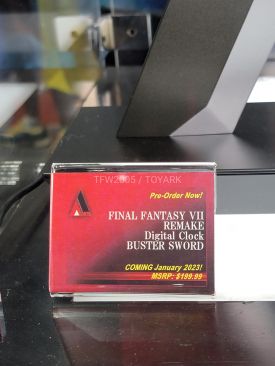 TFW2005 / TOYARK
Pre-Order Now!
FINAL FANTASY VII
REMAKE
Digital Clock
BUSTER SWORD
COMING January 2023!
MSRP: $199.99